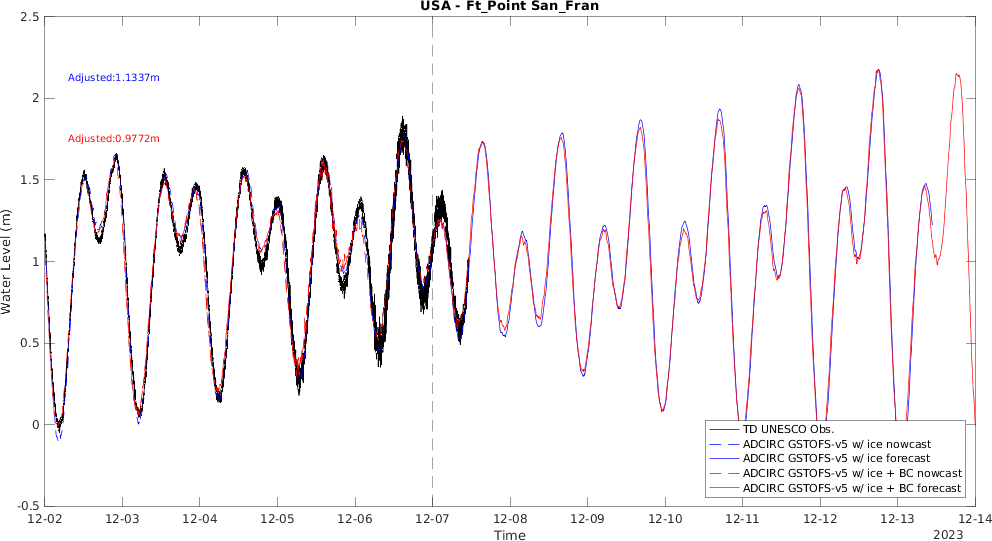 USA - Ft_Point San_Fran
2.5
2
1.5
1
0.5
0
-0.5
Water Level (m)
Adjusted:1.1337m
Adjusted:0.9772m
TD UNESCO Obs.
ADCIRC GSTOFS-v5 w/ ice nowcast
ADCIRC GSTOFS-v5 w/ ice forecast
ADCIRC GSTOFS-v5 w/ ice + BC nowcast
ADCIRC GSTOFS-v5 w/ ice + BC forecast
12-02 12-03 12-04 12-05 12-06 12-07 12-08 12-09 12-10 12-11 12-12 12-13 12-14
Time
2023